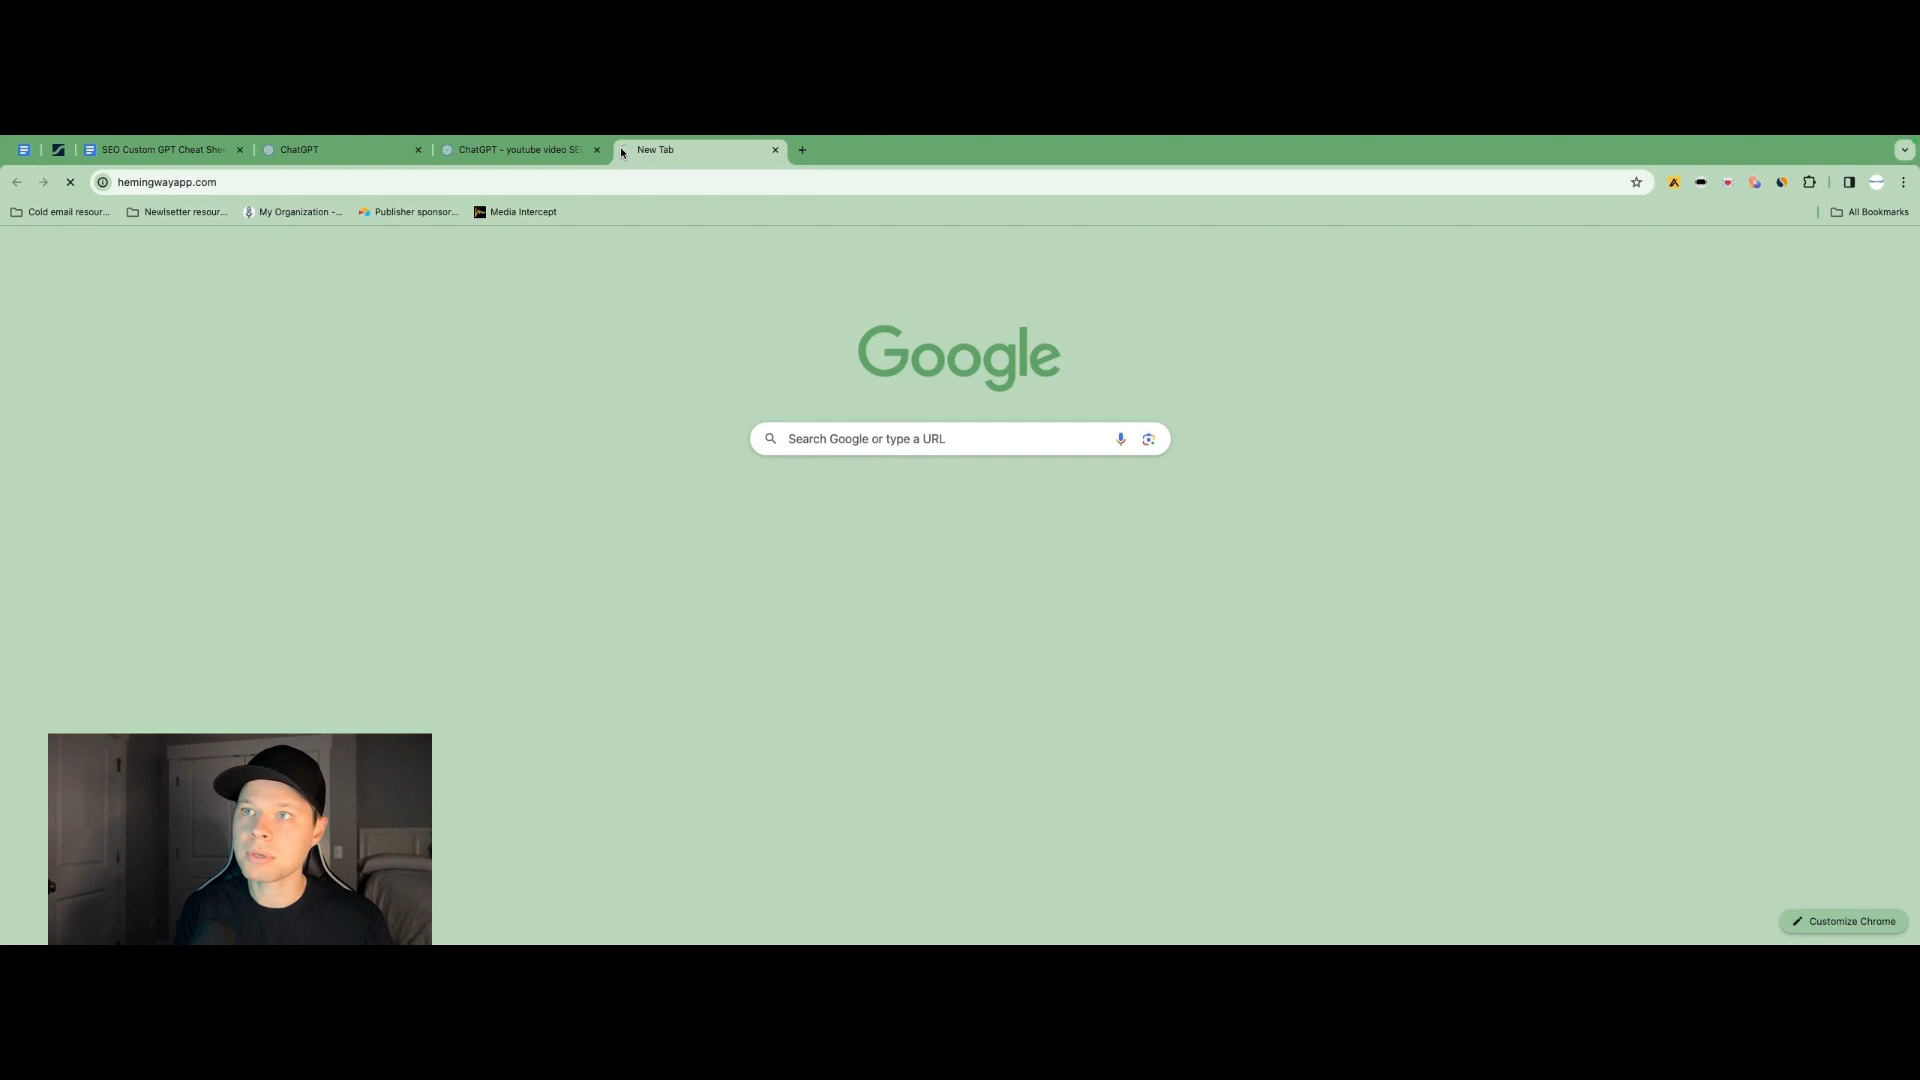 SEO Custom GPT Cheat Shee
ChatGPT
ChatGPT - youtube video SE
New Tab
hemingwayapp.com
Cold email resour...
Newlsetter resour...
My Organization -...
Publisher sponsor...
Media Intercept
All Bookmarks
Google
Search Google or type a URL
Customize Chrome